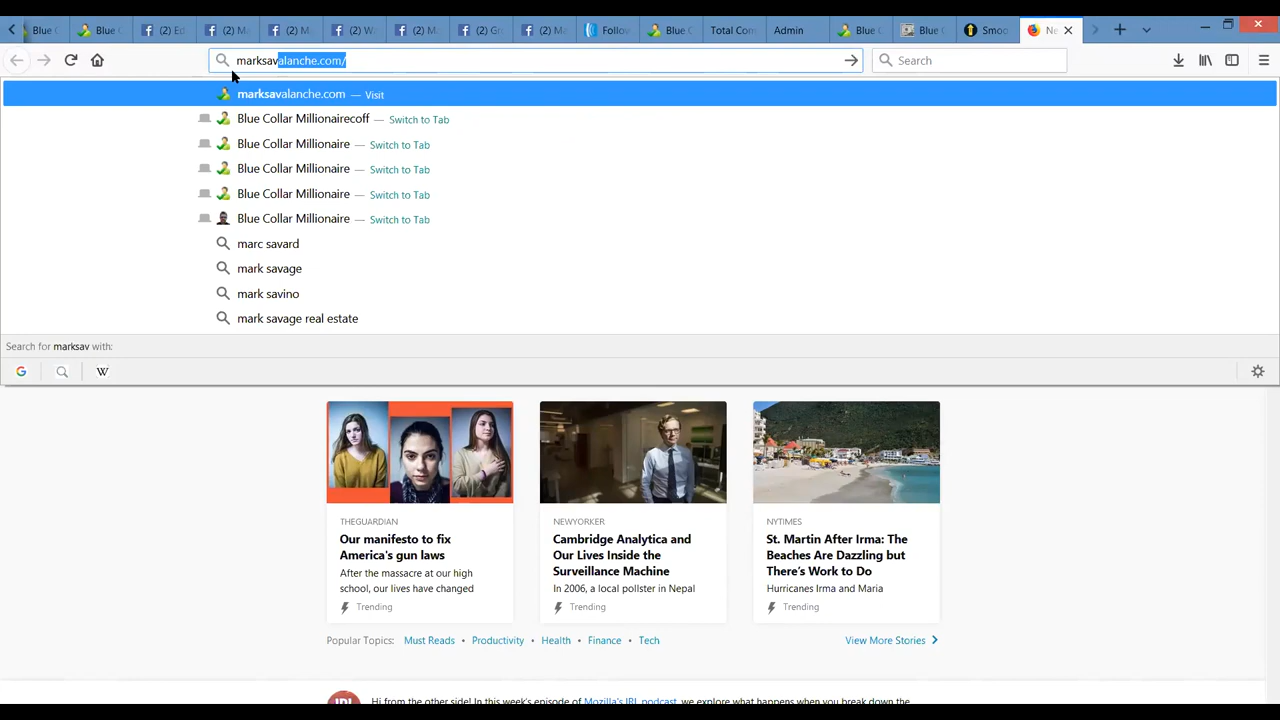 Blue C
Blue C
(2) Ed
(2) M
(2) M
(2) W
(2) M
(2) G
(2) M
Follow
Blue C
Total Com
Admin
Blue C
Blue C
Smoo
Ne
marksavalanche.com/
Search
marksavalanche.com — Visit
Blue Collar Millionairecoff — Switch to Tab
Blue Collar Millionaire — Switch to Tab
Blue Collar Millionaire — Switch to Tab
Blue Collar Millionaire — Switch to Tab
Blue Collar Millionaire — Switch to Tab
marc savard
mark savage
mark savino
mark savage real estate
Search for marksav with:
G
W
THEGUARDIAN
Our manifesto to fix
America's gun laws
After the massacre at our high
school, our lives have changed
Trending
NEWYORKER
Cambridge Analytica and
Our Lives Inside the
Surveillance Machine
In 2006, a local pollster in Nepal
Trending
NYTIMES
St. Martin After Irma: The
Beaches Are Dazzling but
There's Work to Do
Hurricanes Irma and Maria
Trending
Popular Topics: Must Reads • Productivity • Health • Finance • Tech
View More Stories
IRL
Hi from the other side! In this week's episode of Mozilla's IRL podcast, we explore what happens when you break down the